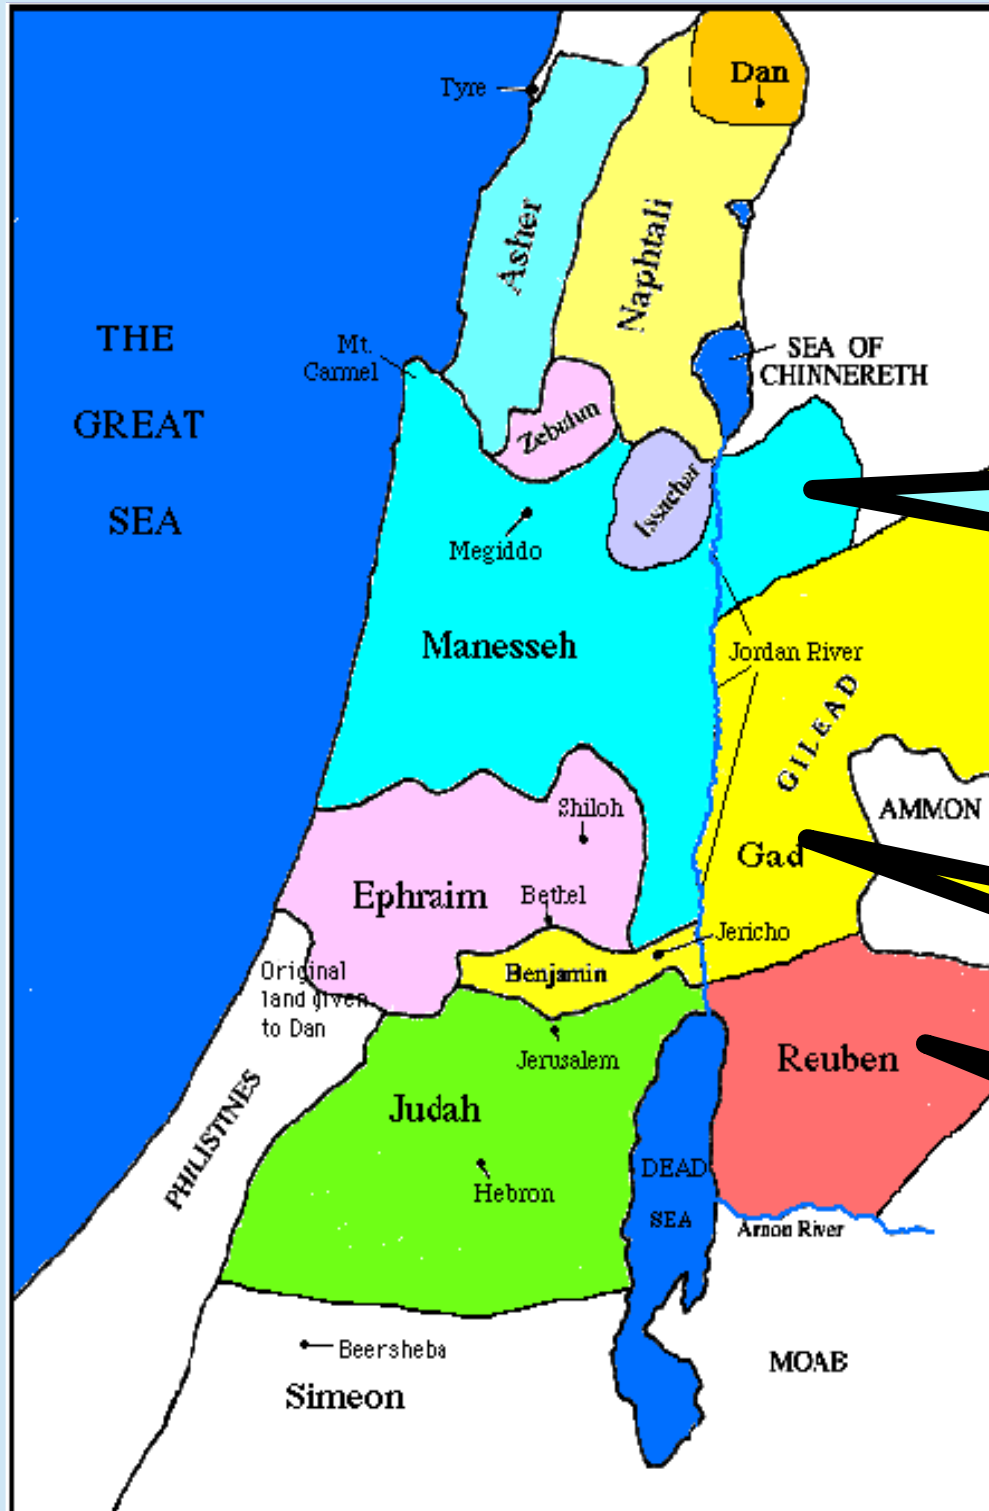 Dan
Tyre
Asher
Naphtali
THE
GREAT
SEA
Mt.
Carmel
SEA OF
CHINNERETH
Zebulun
Issachar
Megiddo
Manesseh
Jordan River
GILEAD
AMMON
Shiloh
Gad
Ephraim
Bethel
Jericho
Original
land given
to Dan
Benjamin
Jerusalem
Reuben
Judah
PHILISTINES
Hebron
DEAD
SEA
Arnon River
Beersheba
MOAB
Simeon